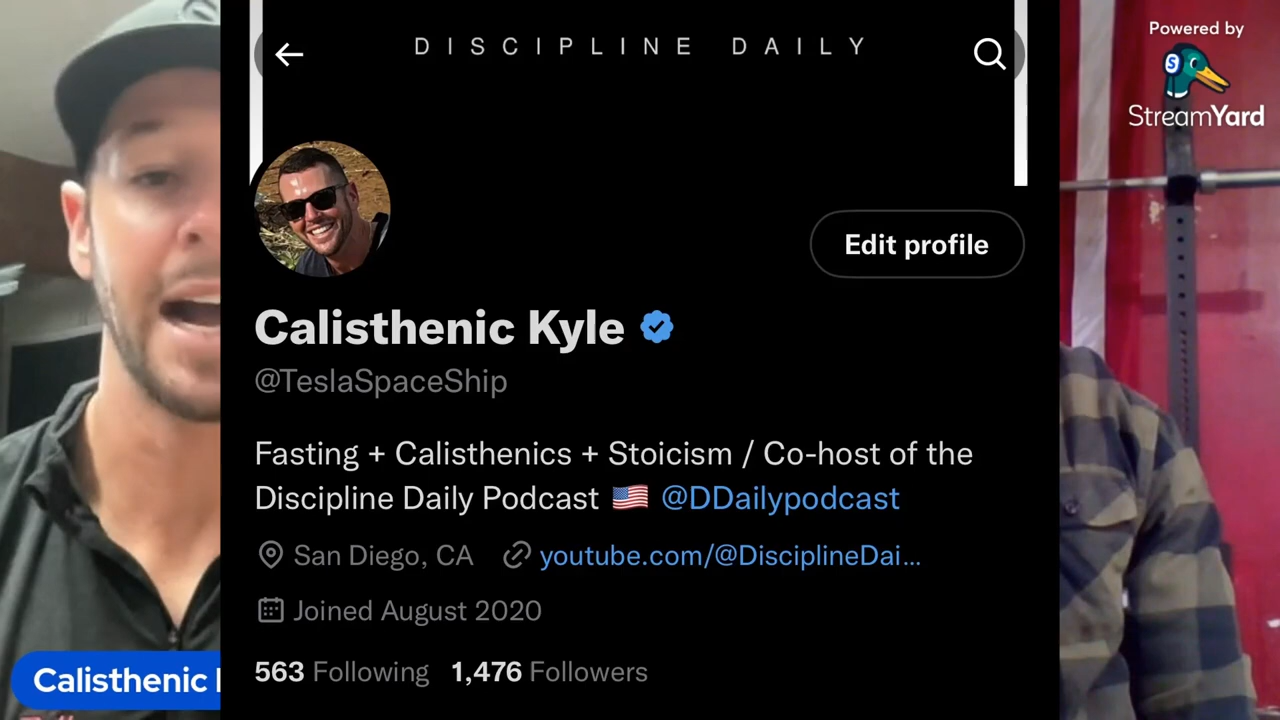 DISCIPLINE DAILY
Powered by
StreamYard
Edit profile
Calisthenic Kyle
@TeslaSpaceShip
Fasting + Calisthenics + Stoicism / Co-host of the
Discipline Daily Podcast 🇺🇸 @DDailypodcast
San Diego, CA youtube.com/@DisciplineDai...
Joined August 2020
563 Following 1,476 Followers
Calisthenic